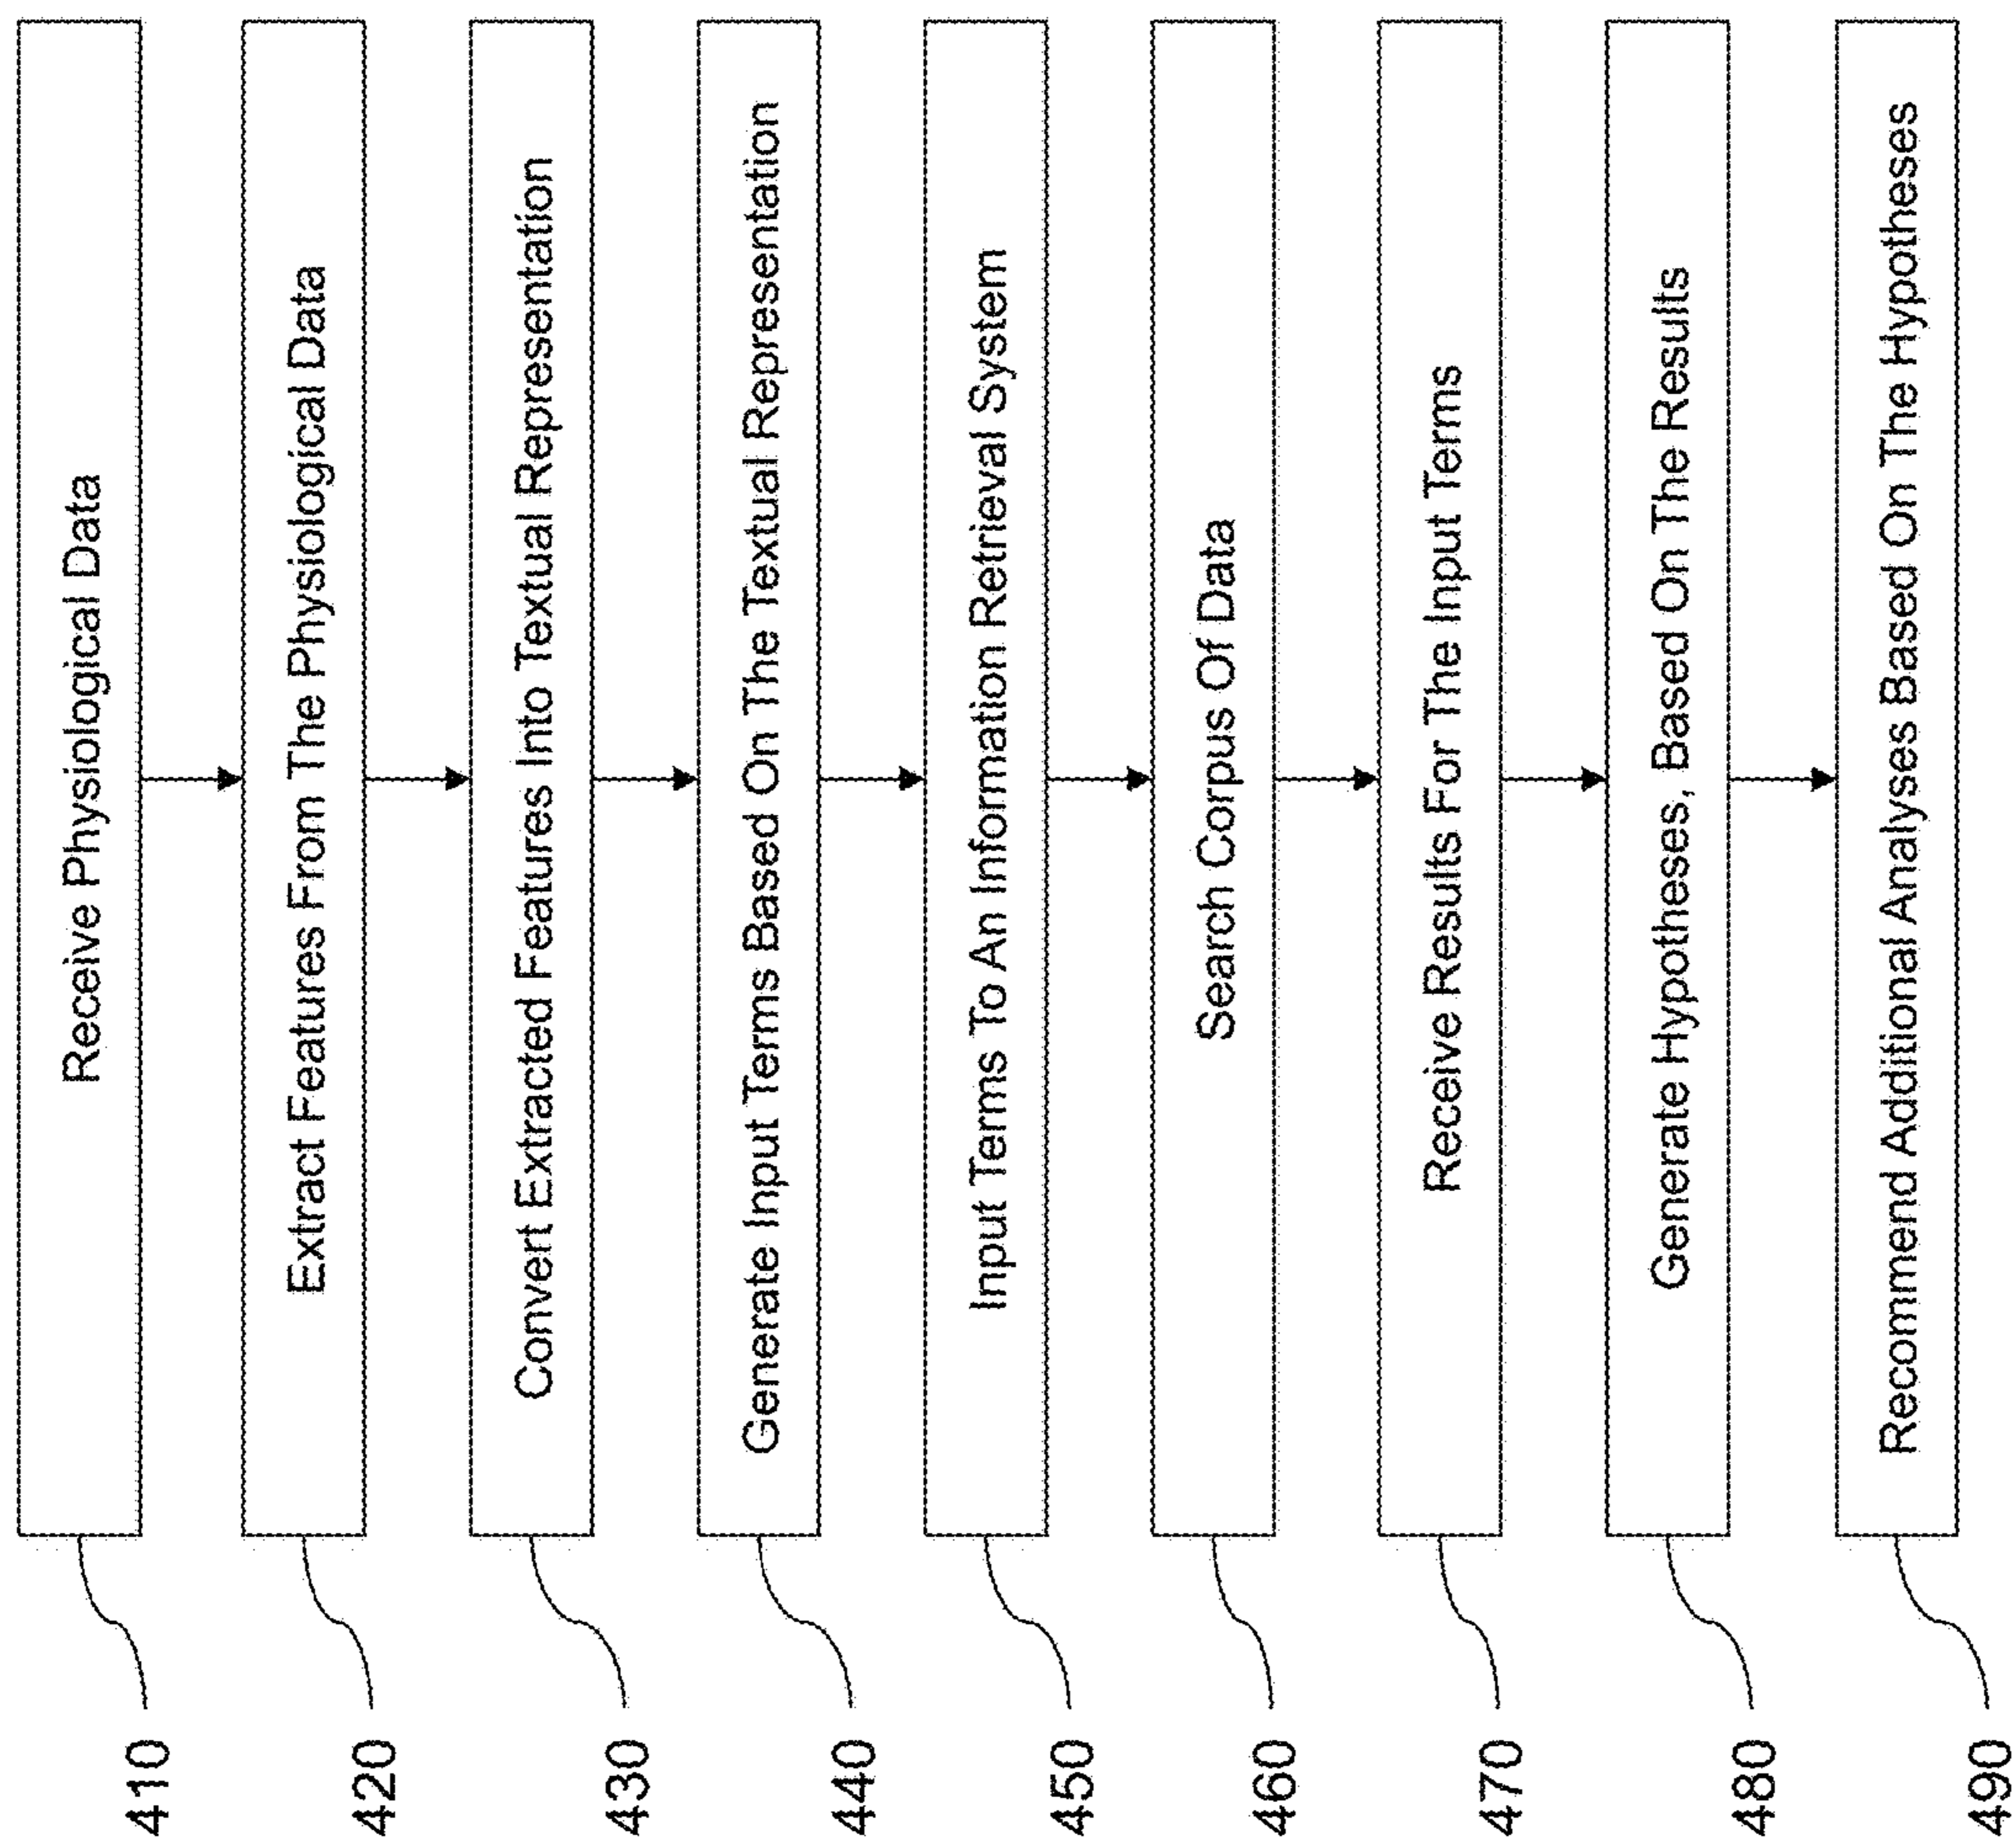 410
Receive Physiological Data
420
Extract Features From The Physiological Data
430
Convert Extracted Features Into Textual Representation
440
Generate Input Terms Based On The Textual Representation
450
Input Terms To An Information Retrieval System
460
Search Corpus Of Data
470
Receive Results For The Input Terms
480
Generate Hypotheses, Based On The Results
490
Recommend Additional Analyses Based On The Hypotheses